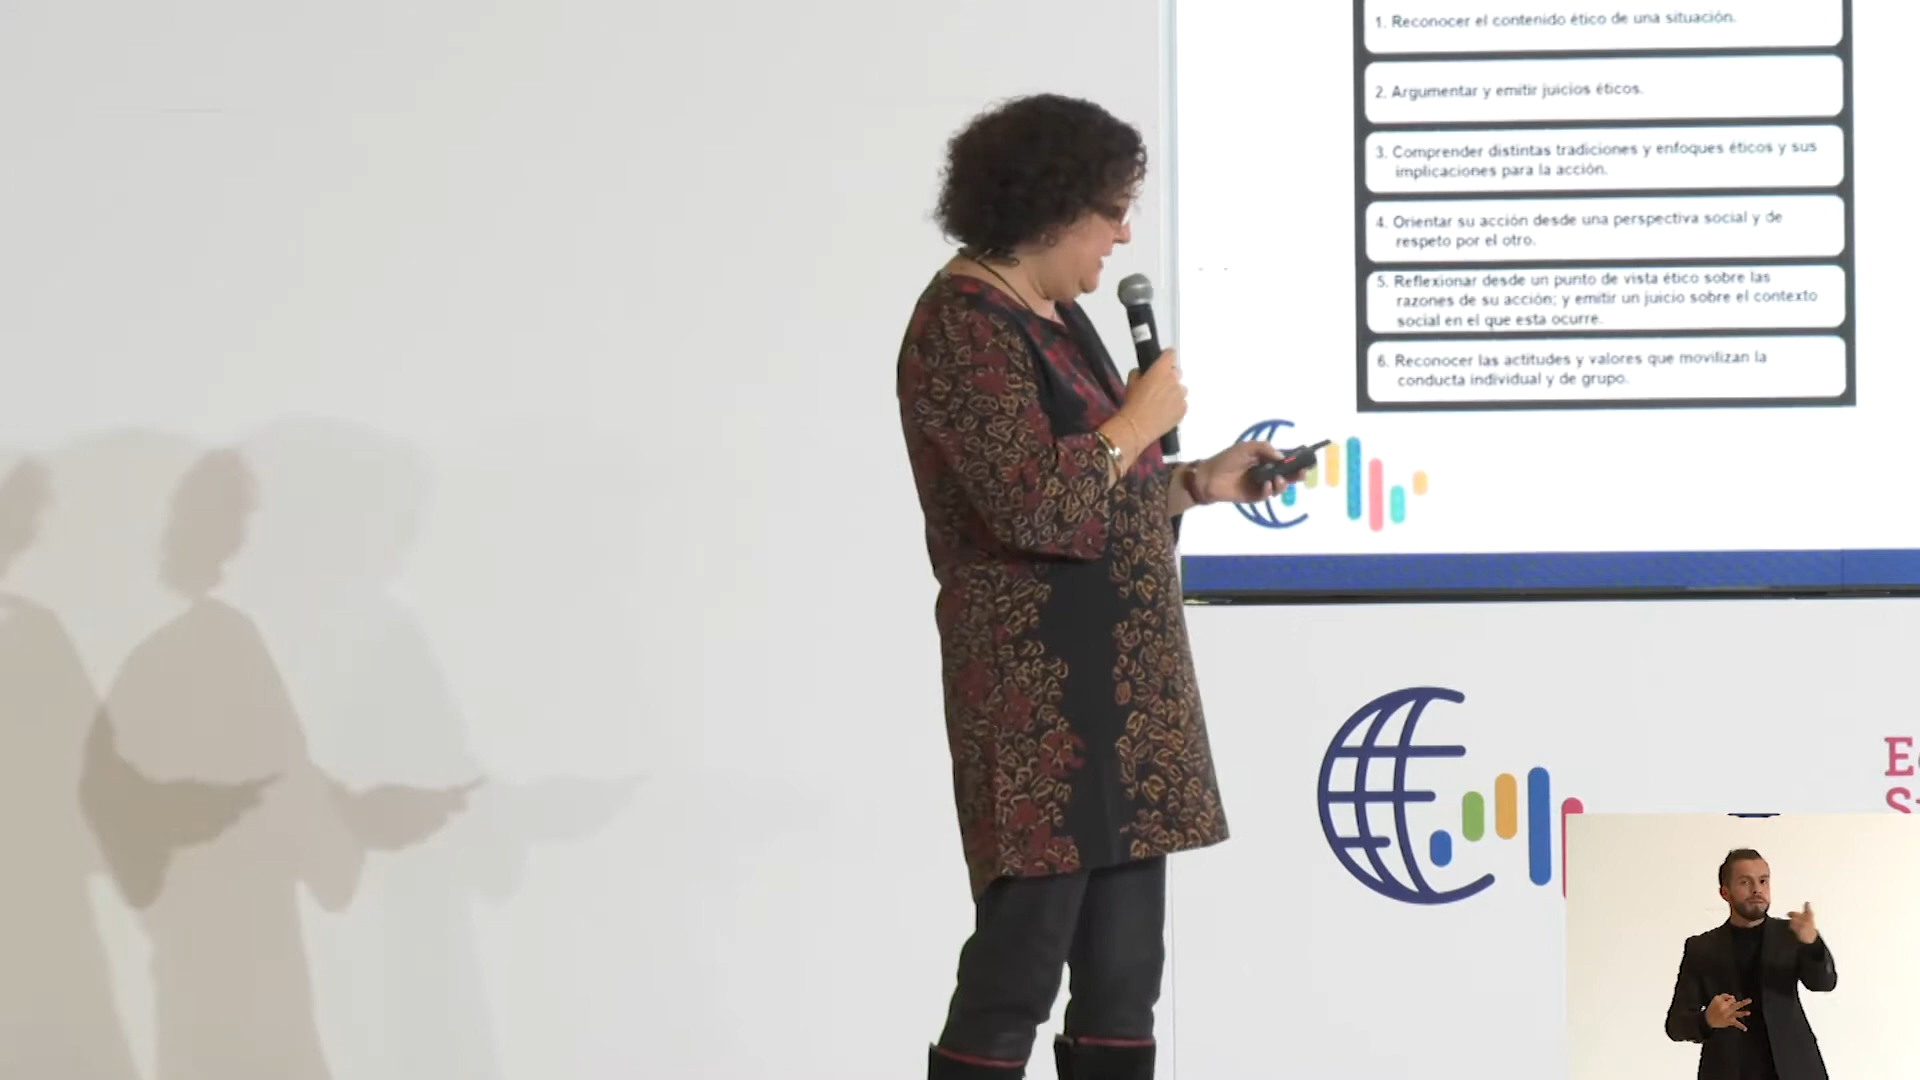 1. Reconocer el contenido ético de una situación.
2. Argumentar y emitir juicios éticos.
3. Comprender distintas tradiciones y enfoques éticos y sus
implicaciones para la acción.
4. Orientar su acción desde una perspectiva social y de
respeto por el otro.
5. Reflexionar desde un punto de vista ético sobre las
razones de su acción; y emitir un juicio sobre el contexto
social en el que esta ocurre.
6. Reconocer las actitudes y valores que movilizan la
conducta individual y de grupo.